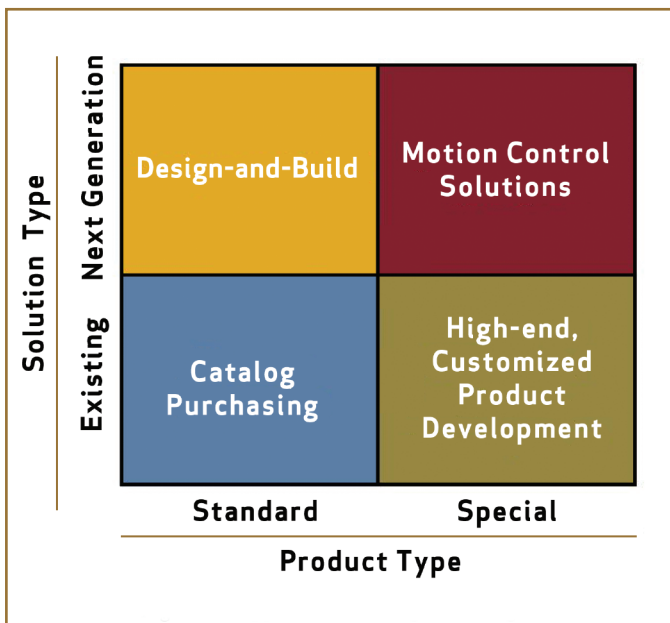 Solution Type
Next Generation
Existing
Design-and-Build
Motion Control
Solutions
Catalog
Purchasing
High-end,
Customized
Product
Development
Standard
Special
Product Type